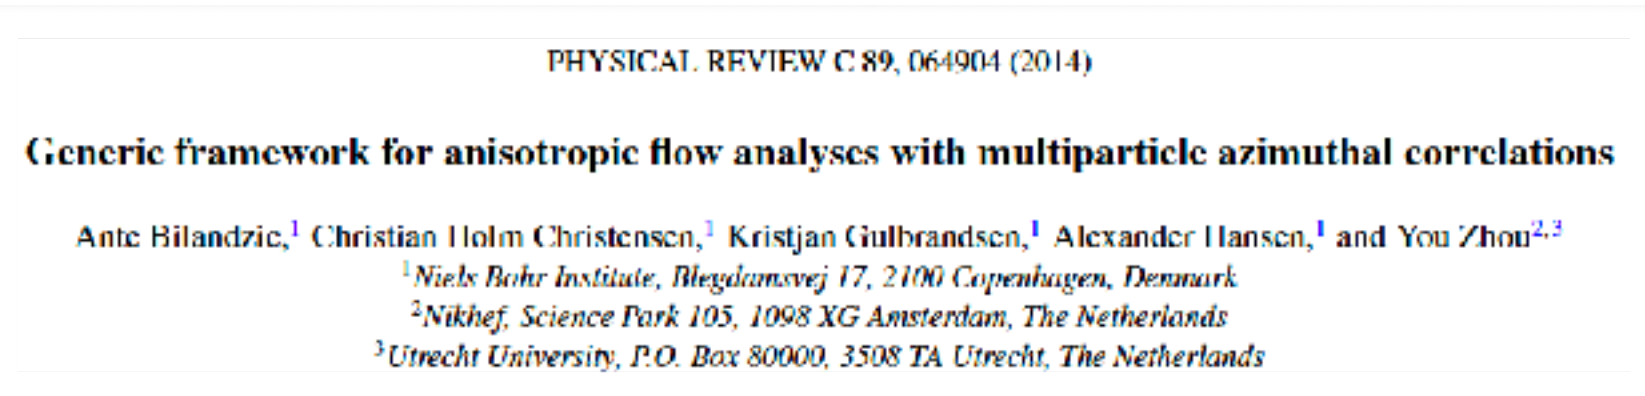 PHYSICAL REVIEW C 89, 064904 (2014)
Generic framework for anisotropic flow analyses with multiparticle azimuthal correlations
Ante Bilandzic,1 Christian Holm Christensen,1 Kristjan Gulbrandsen,1 Alexander Hansen,1 and You Zhou2,3
1Niels Bohr Institute, Blegdamsvej 17, 2100 Copenhagen, Denmark
2Nikhef, Science Park 105, 1098 XG Amsterdam, The Netherlands
3Utrecht University, P.O. Box 80000, 3508 TA Utrecht, The Netherlands